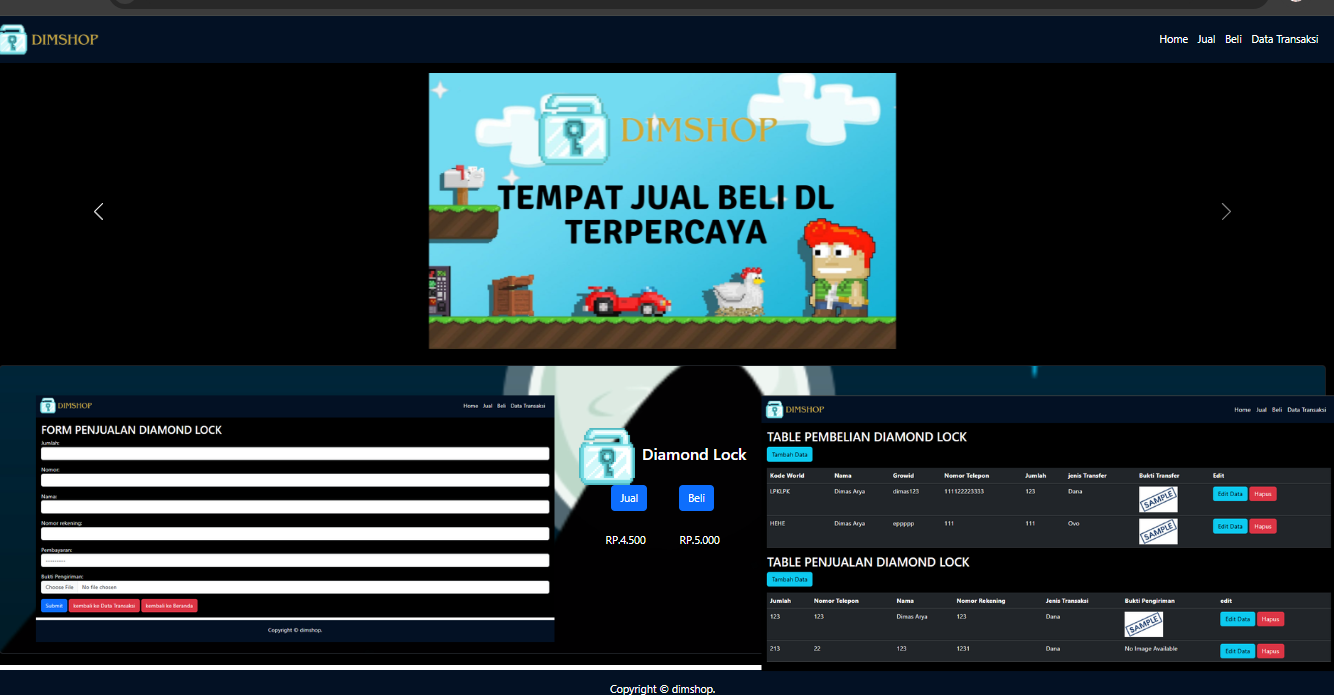 DIMSHOP
Home Jual Beli Data Transaksi
DIMSHOP
TEMPAT JUAL BELI DL
TERPERCAYA
DIMSHOP
Home Jual Beli Data Transaksi
FORM PENJUALAN DIAMOND LOCK
Jumlah:
Nomor:
Nama:
Nomor rekening:
Pembayaran:
---------
Bukti Pengiriman:
Choose File No file chosen
Submit kembali ke Data Transaksi kembali ke Beranda
Copyright © dimshop.
Diamond Lock
Jual Beli
RP.4.500 RP.5.000
DIMSHOP
Home Jual Beli Data Transaksi
TABLE PEMBELIAN DIAMOND LOCK
Tambah Data
Kode World Nama Growid Nomor Telepon Jumlah jenis Transfer Bukti Transfer Edit
LPKLPK Dimas Arya dimas123 111122223333 123 Dana SAMPLE Edit Data Hapus
HEHE Dimas Arya eppppp 111 111 Ovo SAMPLE Edit Data Hapus
TABLE PENJUALAN DIAMOND LOCK
Tambah Data
Jumlah Nomor Telepon Nama Nomor Rekening Jenis Transaksi Bukti Pengiriman edit
123 123 Dimas Arya 123 Dana SAMPLE Edit Data Hapus
213 22 123 1231 Dana No Image Available Edit Data Hapus
Copyright © dimshop.